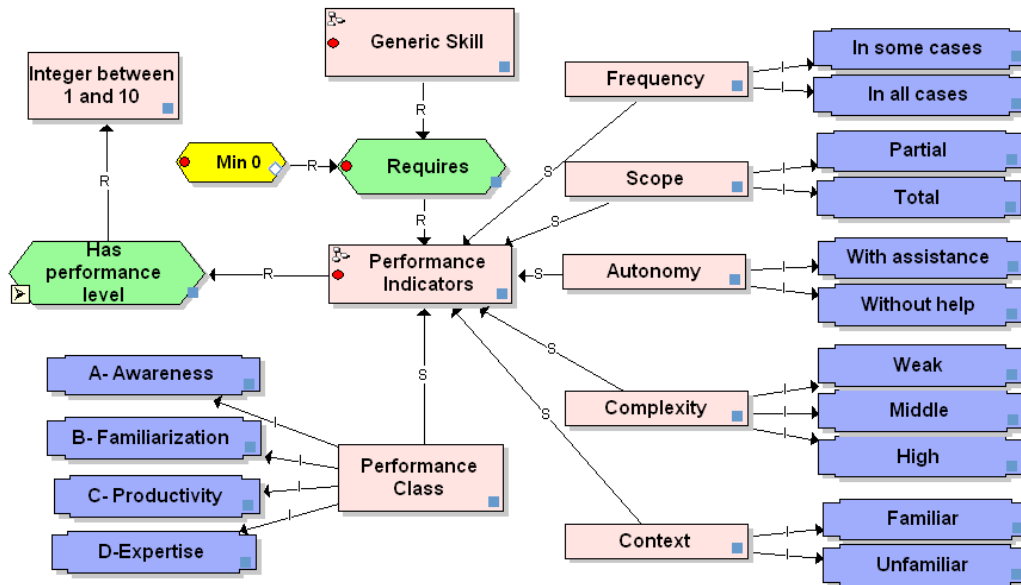 Generic Skill
Integer between
1 and 10
R
R
Min 0
R
Requires
R
Has
performance
level
R
Performance
Indicators
Frequency
I
I
In some cases
In all cases
S
Scope
I
I
Partial
Total
S
Autonomy
I
I
With assistance
Without help
S
Complexity
I
I
I
Weak
Middle
High
S
Context
I
I
Familiar
Unfamiliar
S
S
Performance
Class
I
I
I
I
A- Awareness
B- Familiarization
C- Productivity
D-Expertise